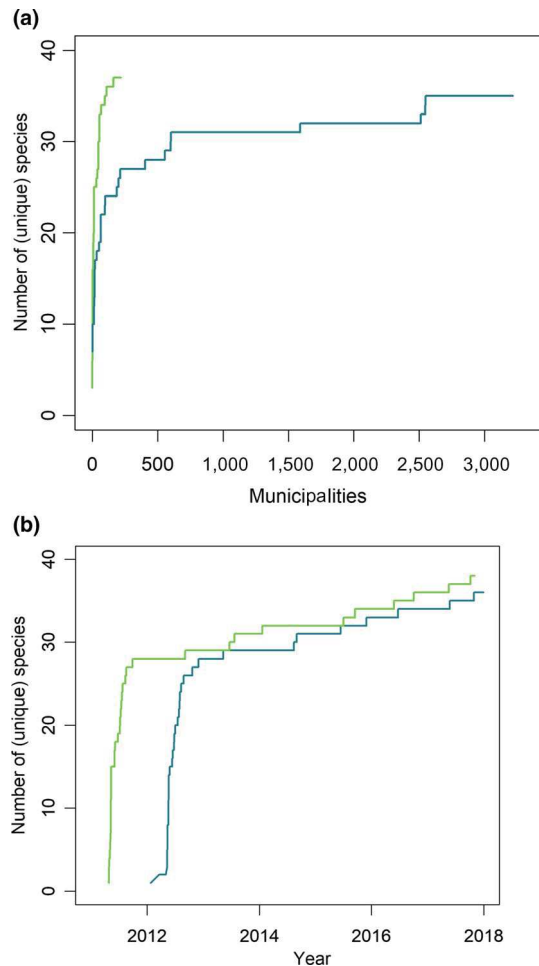 (a)
Number of (unique) species
40
30
20
10
0
0 500 1,000 1,500 2,000 2,500 3,000
Municipalities
(b)
Number of (unique) species
40
30
20
10
0
2012 2014 2016 2018
Year